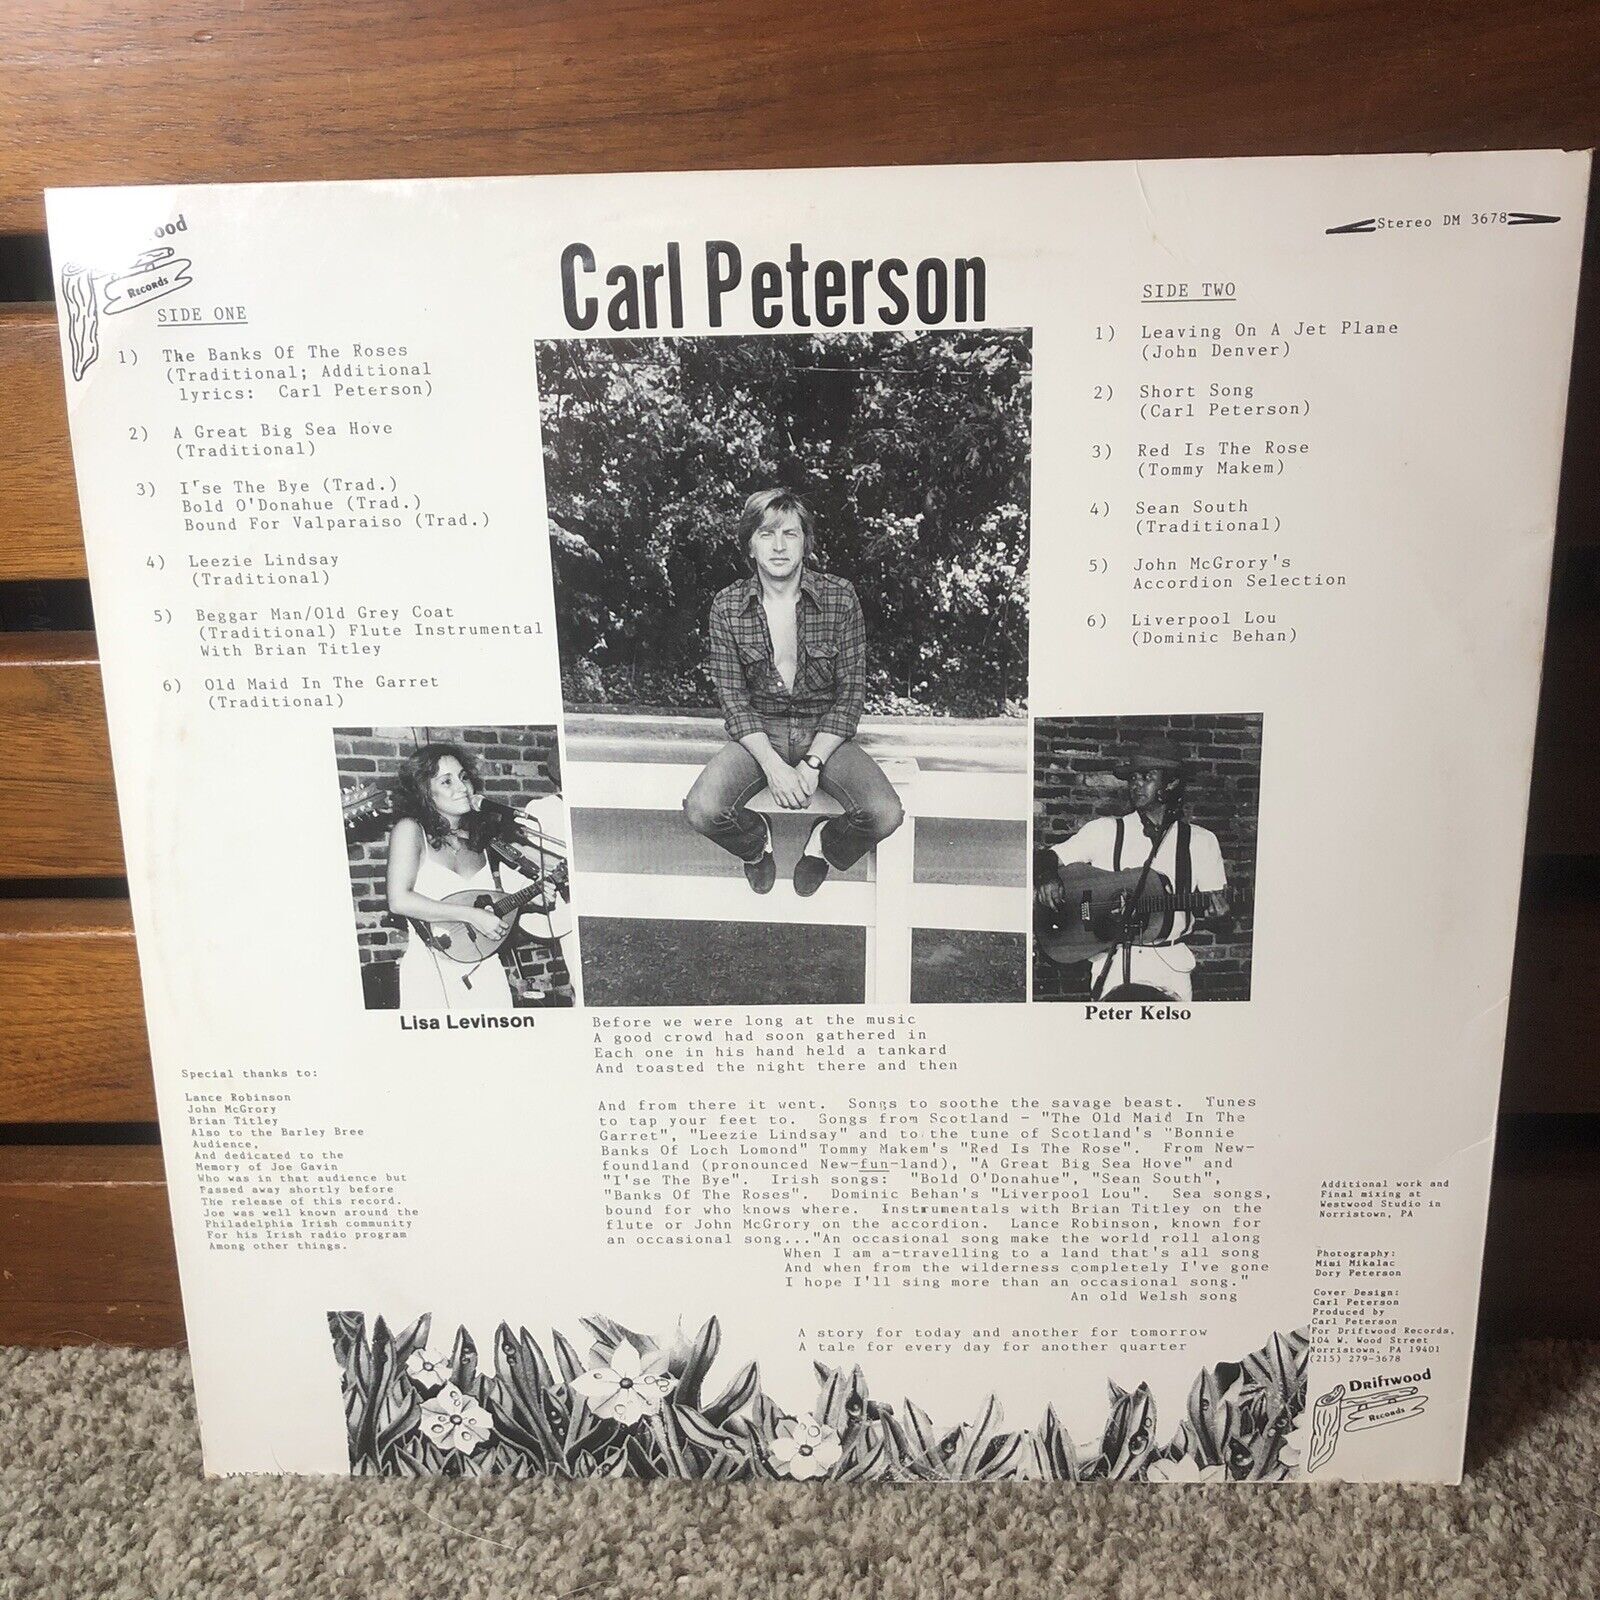 ood
Records
Stereo DM 3678
Carl Peterson
SIDE ONE
1) The Banks Of The Roses
(Traditional; Additional
lyrics: Carl Peterson)
2) A Great Big Sea Hove
(Traditional)
3) I'se The Bye (Trad.)
Bold O'Donahue (Trad.)
Bound For Valparaiso (Trad.)
4) Leezie Lindsay
(Traditional)
5) Beggar Man/Old Grey Coat
(Traditional) Flute Instrumental
With Brian Titley
6) Old Maid In The Garret
(Traditional)
SIDE TWO
1) Leaving On A Jet Plane
(John Denver)
2) Short Song
(Carl Peterson)
3) Red Is The Rose
(Tommy Makem)
4) Sean South
(Traditional)
5) John McGrory's
Accordion Selection
6) Liverpool Lou
(Dominic Behan)
Lisa Levinson
Peter Kelso
Before we were long at the music
A good crowd had soon gathered in
Each one in his hand held a tankard
And toasted the night there and then
And from there it went. Songs to soothe the savage beast. Tunes
to tap your feet to. Songs from Scotland - "The Old Maid In The
Garret", "Leezie Lindsay" and to the tune of Scotland's "Bonnie
Banks Of Loch Lomond" Tommy Makem's "Red Is The Rose". From New-
foundland (pronounced New-fun-land), "A Great Big Sea Hove" and
"I'se The Bye". Irish songs: "Bold O'Donahue", "Sean South",
"Banks Of The Roses". Dominic Behan's "Liverpool Lou". Sea songs,
bound for who knows where. Instrumentals with Brian Titley on the
flute or John McGrory on the accordion. Lance Robinson, known for
an occasional song..."An occasional song make the world roll along
When I am a-travelling to a land that's all song
And when from the wilderness completely I've gone
I hope I'll sing more than an occasional song."
An old Welsh song
A story for today and another for tomorrow
A tale for every day for another quarter
Special thanks to:
Lance Robinson
John McGrory
Brian Titley
Also to the Barley Bree
Audience,
And dedicated to the
Memory of Joe Gavin
Who was in that audience but
Passed away shortly before
The release of this record.
Joe was well known around the
Philadelphia Irish community
For his Irish radio program
Among other things.
Additional work and
Final mixing at
Westwood Studio in
Norristown, PA
Photography:
Mimi Mikalac
Dory Peterson
Cover Design:
Carl Peterson
Produced by
Carl Peterson
For Driftwood Records,
104 W. Wood Street
Norristown, PA 19401
(215) 279-3678
Driftwood
Records
MADE IN USA